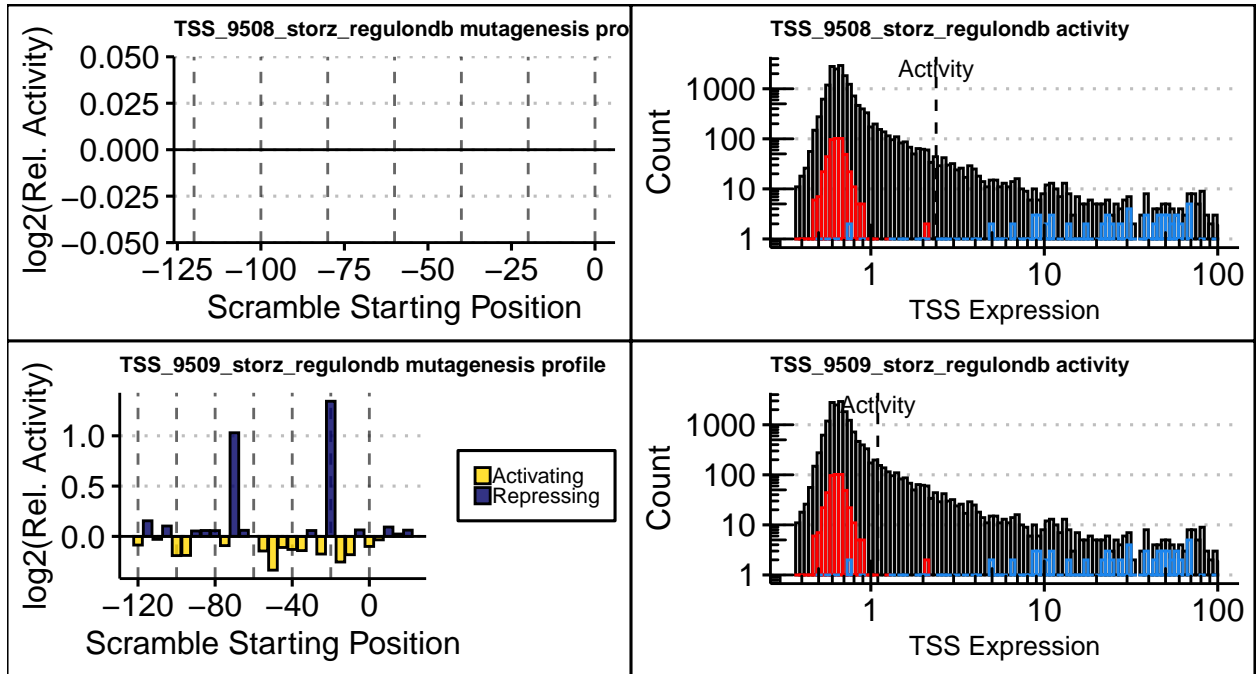 TSS_9508_storz_regulondb mutagenesis pro
log2(Rel. Activity)
0.050
0.025
0.000
−0.025
−0.050
−125 −100 −75 −50 −25 0
Scramble Starting Position
TSS_9508_storz_regulondb activity
Activity
Count
1000
100
10
1
1 10 100
TSS Expression
TSS_9509_storz_regulondb mutagenesis profile
log2(Rel. Activity)
1.0
0.5
0.0
−120 −80 −40 0
Scramble Starting Position
Activating
Repressing
TSS_9509_storz_regulondb activity
Activity
Count
1000
100
10
1
1 10 100
TSS Expression